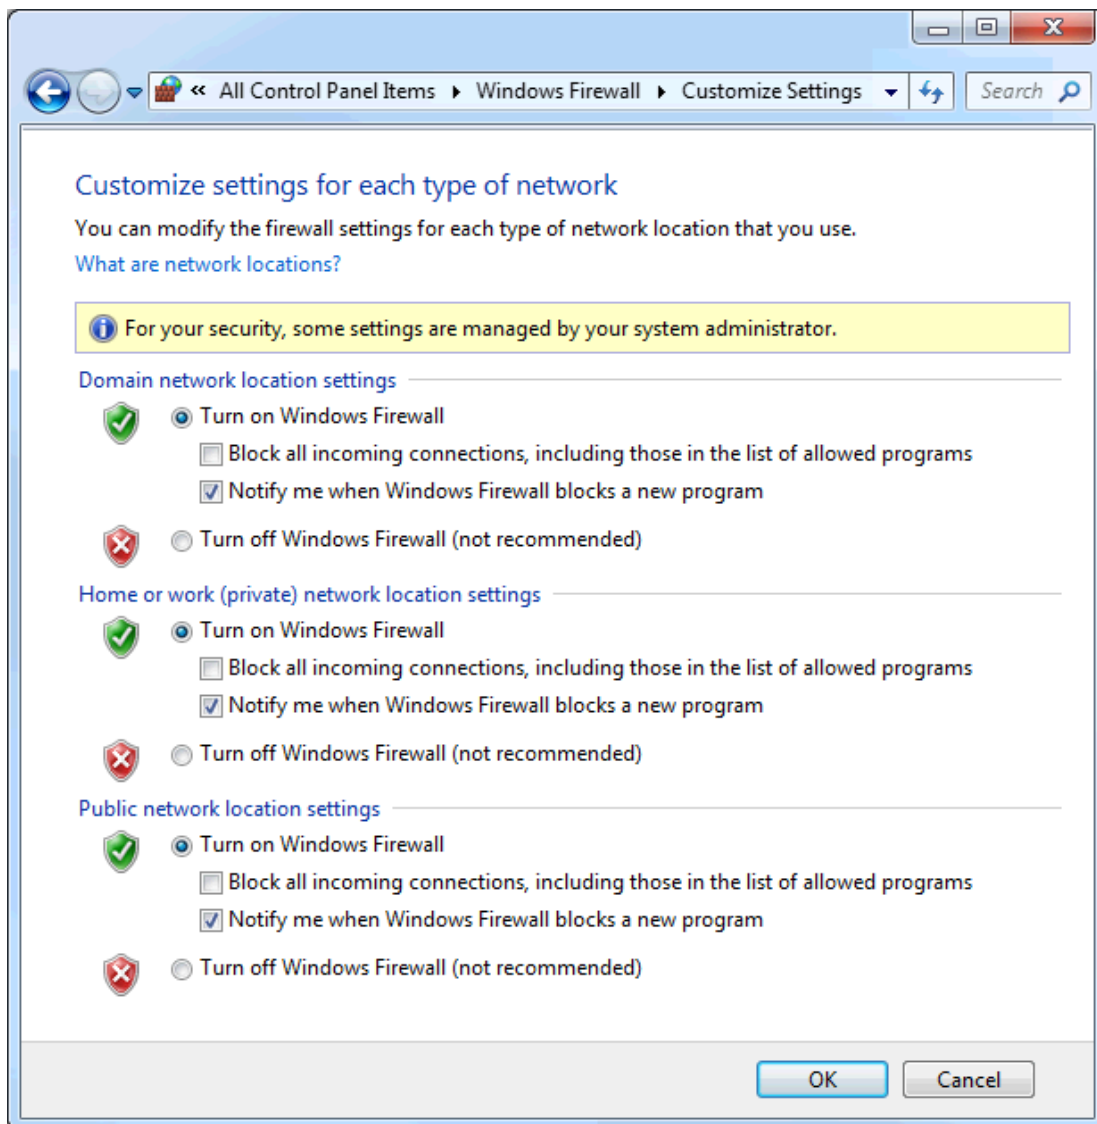 « All Control Panel Items Windows Firewall Customize Settings Search
Customize settings for each type of network
You can modify the firewall settings for each type of network location that you use.
What are network locations?
For your security, some settings are managed by your system administrator.
Domain network location settings
Turn on Windows Firewall
Block all incoming connections, including those in the list of allowed programs
Notify me when Windows Firewall blocks a new program
Turn off Windows Firewall (not recommended)
Home or work (private) network location settings
Turn on Windows Firewall
Block all incoming connections, including those in the list of allowed programs
Notify me when Windows Firewall blocks a new program
Turn off Windows Firewall (not recommended)
Public network location settings
Turn on Windows Firewall
Block all incoming connections, including those in the list of allowed programs
Notify me when Windows Firewall blocks a new program
Turn off Windows Firewall (not recommended)
OK Cancel